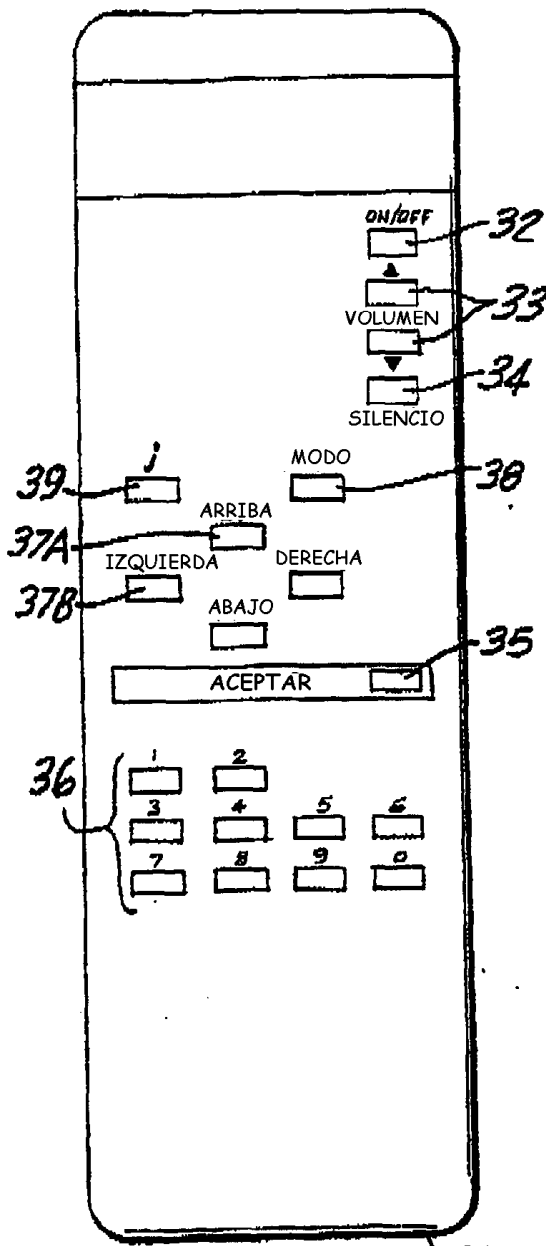 ON/OFF
32
33
VOLUMEN
34
SILENCIO
j
MODO
39
38
ARRIBA
37A
IZQUIERDA
DERECHA
37B
ABAJO
35
ACEPTAR
36
1 2
3 4 5 6
7 8 9 0